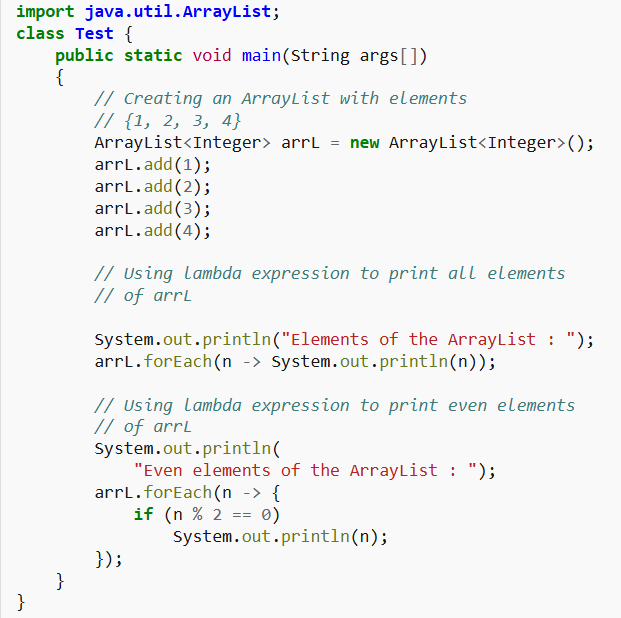 import java.util.ArrayList;
class Test {
    public static void main(String args[])
    {
        // Creating an ArrayList with elements
        // {1, 2, 3, 4}
        ArrayList<Integer> arrL = new ArrayList<Integer>();
        arrL.add(1);
        arrL.add(2);
        arrL.add(3);
        arrL.add(4);

        // Using lambda expression to print all elements
        // of arrL

        System.out.println("Elements of the ArrayList : ");
        arrL.forEach(n -> System.out.println(n));

        // Using lambda expression to print even elements
        // of arrL
        System.out.println(
            "Even elements of the ArrayList : ");
        arrL.forEach(n -> {
            if (n % 2 == 0)
                System.out.println(n);
        });
    }
}